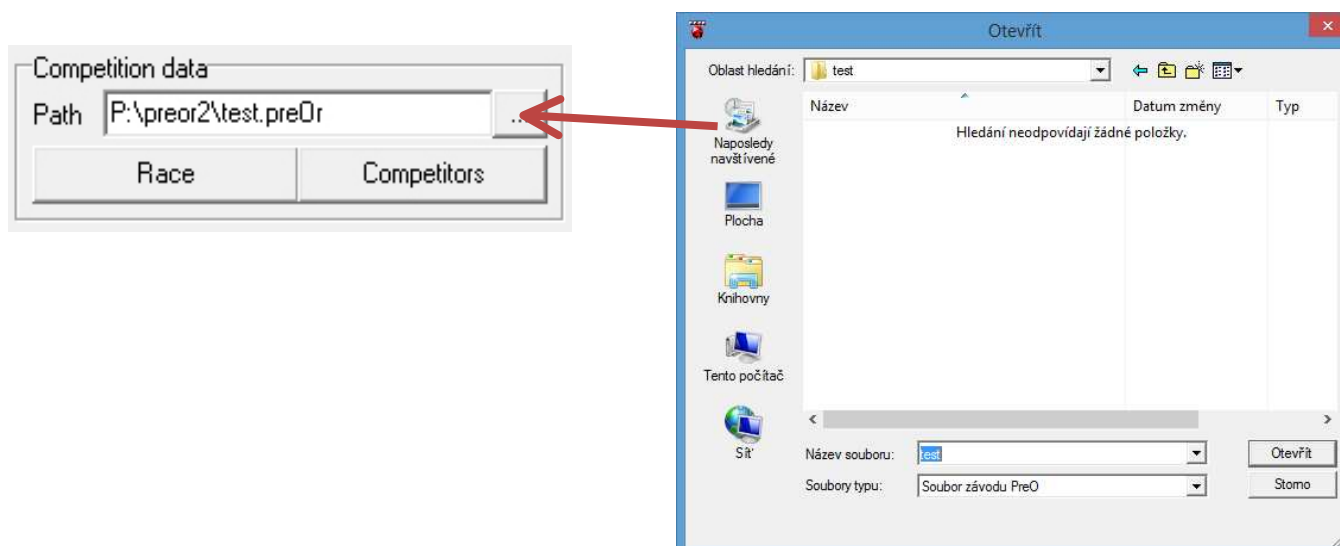 Competition data
Path P:\preor2\test.preOr ...
Race Competitors
Otevřít
Oblast hledání: test
Název Datum změny Typ
Hledání neodpovídají žádné položky.
Naposledy
navštívené
Plocha
Knihovny
Tento počítač
Síť
Název souboru: test Otevřít
Soubory typu: Soubor závodu PreO Storno